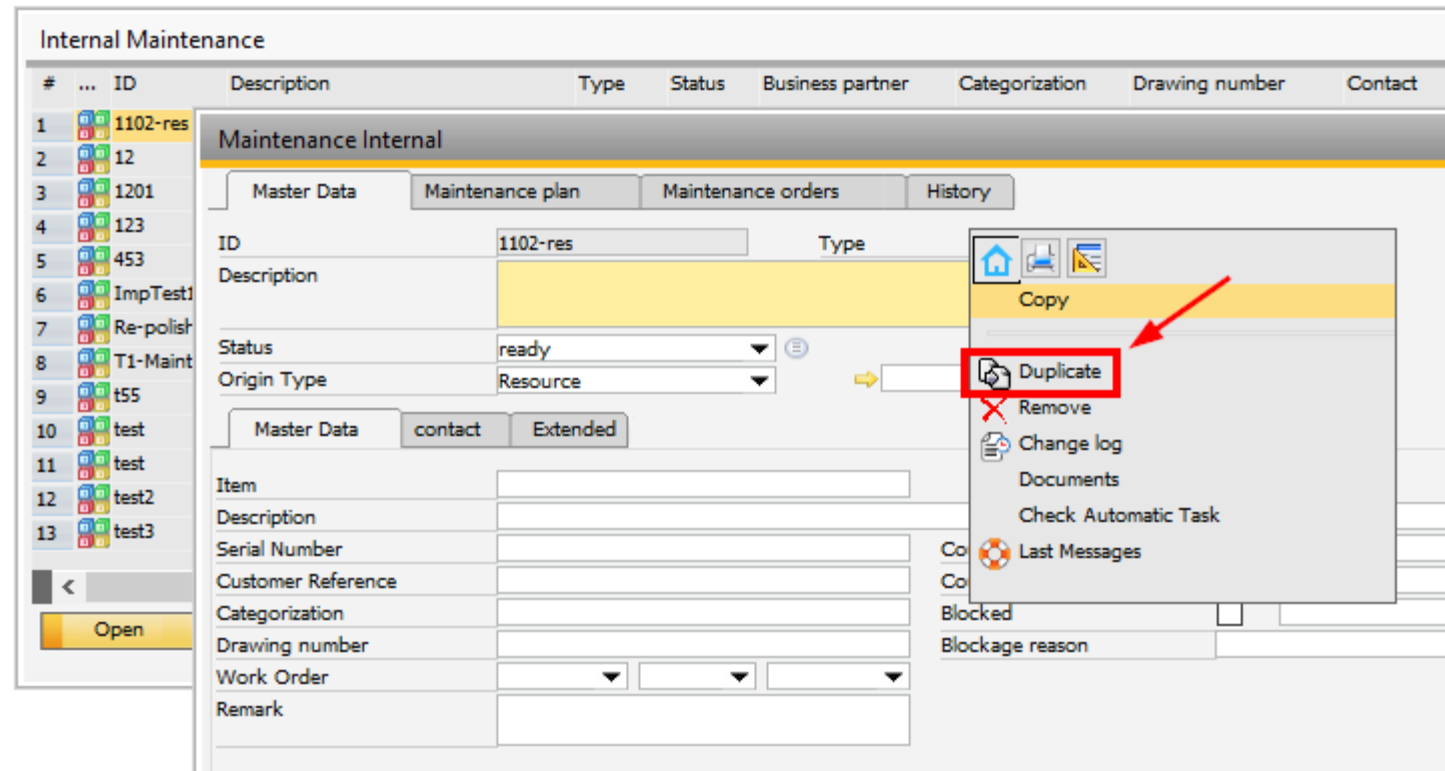 Internal Maintenance
# ... ID Description Type Status Business partner Categorization Drawing number Contact
1 1102-res
2 12
3 1201
4 123
5 453
6 ImpTest1
7 Re-polish
8 T1-Maint
9 t55
10 test
11 test
12 test2
13 test3
Open
Maintenance Internal
Master Data Maintenance plan Maintenance orders History
ID 1102-res Type
Description
Status ready
Origin Type Resource
Master Data contact Extended
Item
Description
Serial Number Co
Customer Reference Co
Categorization Blocked
Drawing number Blockage reason
Work Order
Remark
Copy
Duplicate
Remove
Change log
Documents
Check Automatic Task
Last Messages